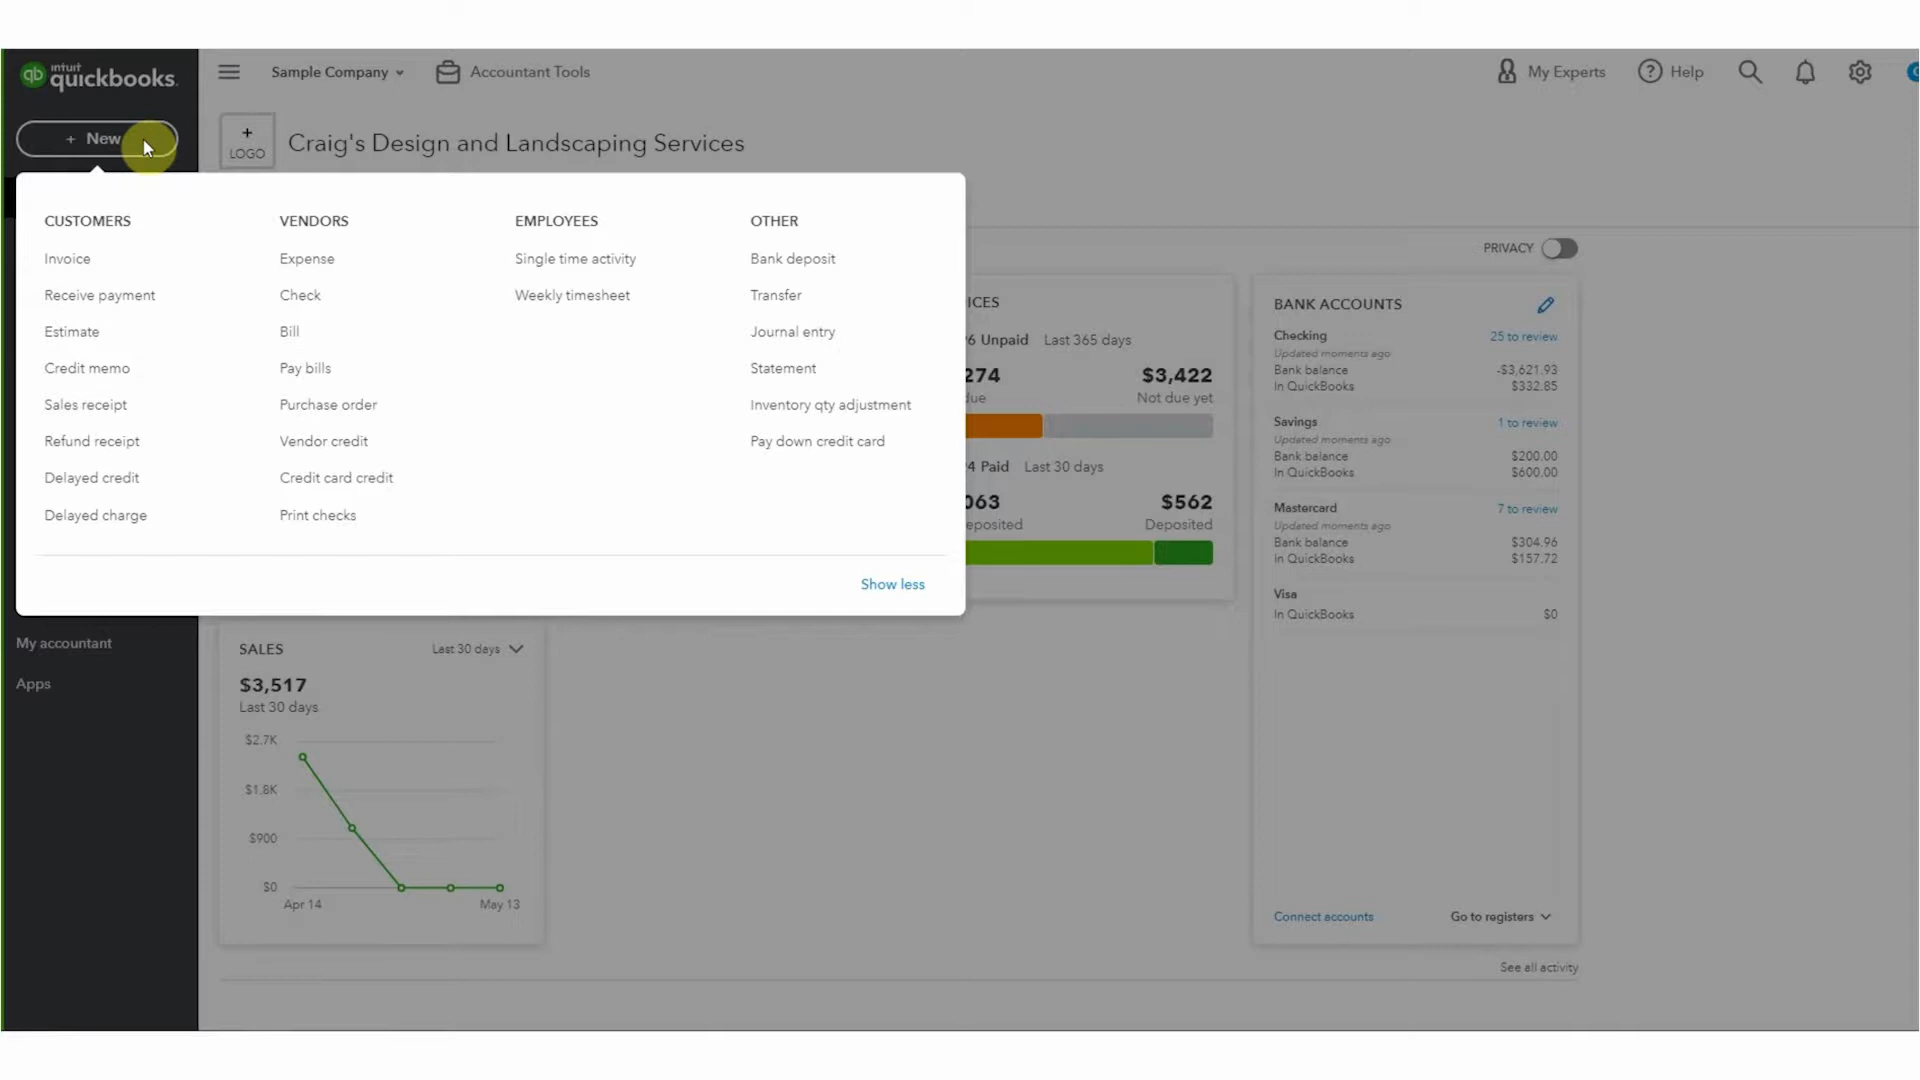 intuit
quickbooks.
Sample Company
Accountant Tools
My Experts
Help
+ New
+
LOGO
Craig's Design and Landscaping Services
CUSTOMERS
Invoice
Receive payment
Estimate
Credit memo
Sales receipt
Refund receipt
Delayed credit
Delayed charge
VENDORS
Expense
Check
Bill
Pay bills
Purchase order
Vendor credit
Credit card credit
Print checks
EMPLOYEES
Single time activity
Weekly timesheet
OTHER
Bank deposit
Transfer
Journal entry
Statement
Inventory qty adjustment
Pay down credit card
Show less
PRIVACY
ICES
6 Unpaid Last 365 days
274 $3,422
due Not due yet
4 Paid Last 30 days
063 $562
eposited Deposited
BANK ACCOUNTS
Checking 25 to review
Updated moments ago
Bank balance -$3,621.93
In QuickBooks $332.85
Savings 1 to review
Updated moments ago
Bank balance $200.00
In QuickBooks $600.00
Mastercard 7 to review
Updated moments ago
Bank balance $304.96
In QuickBooks $157.72
Visa
In QuickBooks $0
Connect accounts Go to registers
See all activity
My accountant
Apps
SALES Last 30 days
$3,517
Last 30 days
$2.7K
$1.8K
$900
$0
Apr 14 May 13